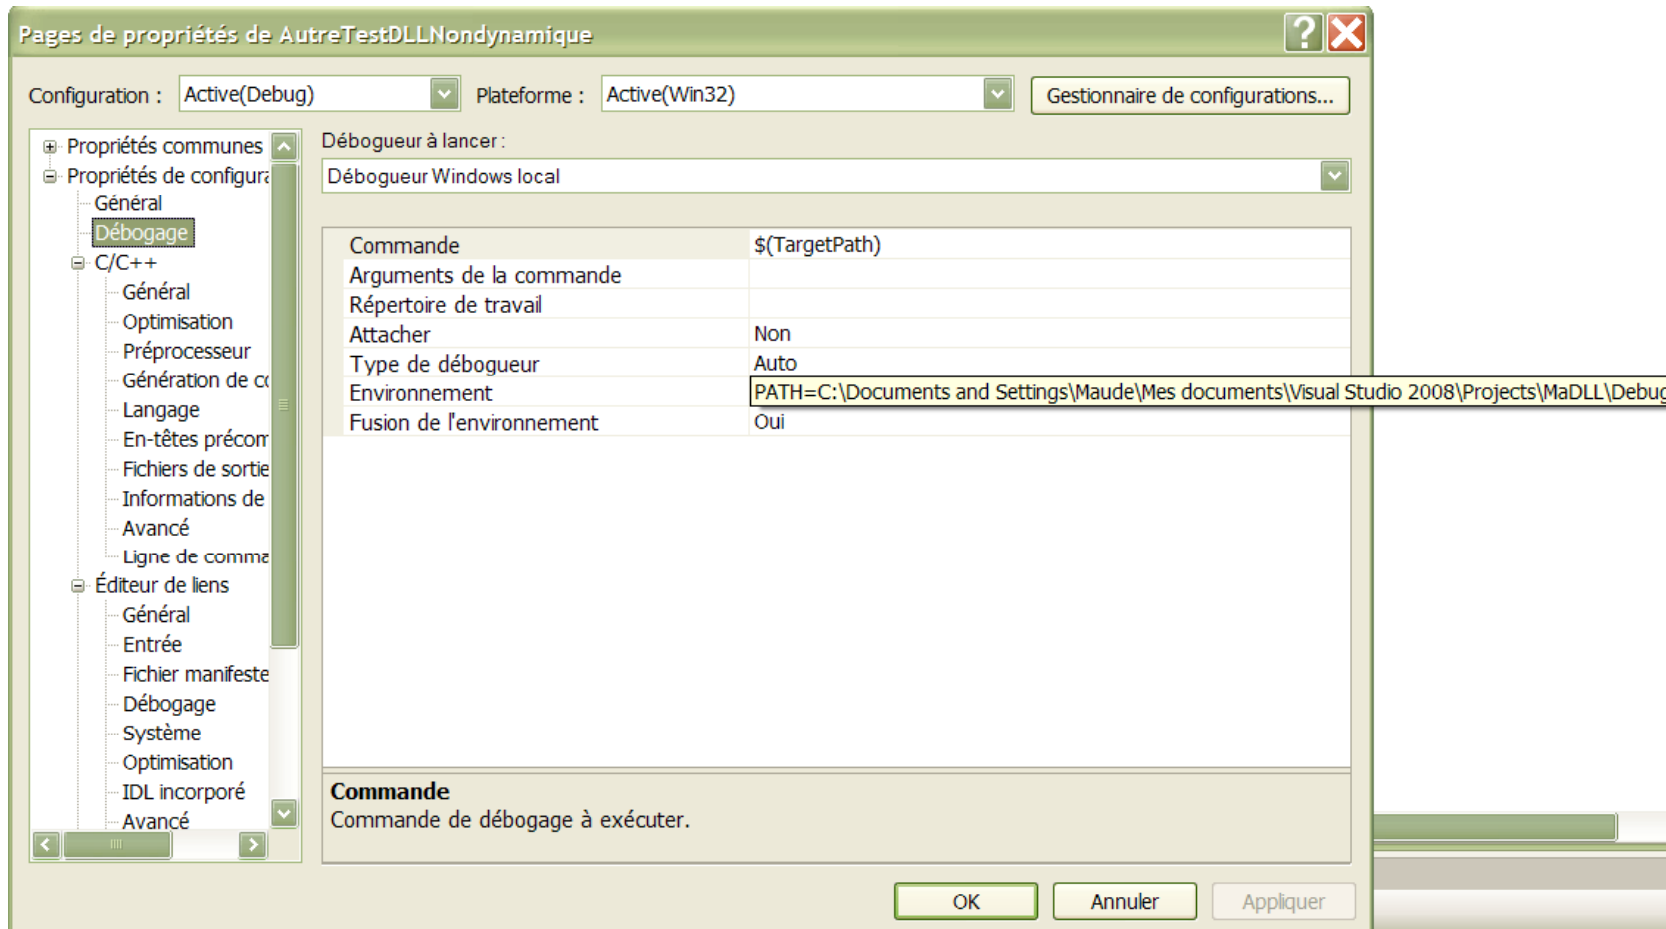 Pages de propriétés de AutreTestDLLNondynamique
Configuration : Active(Debug) Plateforme : Active(Win32) Gestionnaire de configurations...
Propriétés communes
Propriétés de configura
Général
Débogage
C/C++
Général
Optimisation
Préprocesseur
Génération de co
Langage
En-têtes précom
Fichiers de sortie
Informations de
Avancé
Ligne de comma
Éditeur de liens
Général
Entrée
Fichier manifeste
Débogage
Système
Optimisation
IDL incorporé
Avancé
Débogueur à lancer :
Débogueur Windows local
Commande $(TargetPath)
Arguments de la commande
Répertoire de travail
Attacher Non
Type de débogueur Auto
Environnement PATH=C:\Documents and Settings\Maude\Mes documents\Visual Studio 2008\Projects\MaDLL\Debug
Fusion de l'environnement Oui
Commande
Commande de débogage à exécuter.
OK Annuler Appliquer